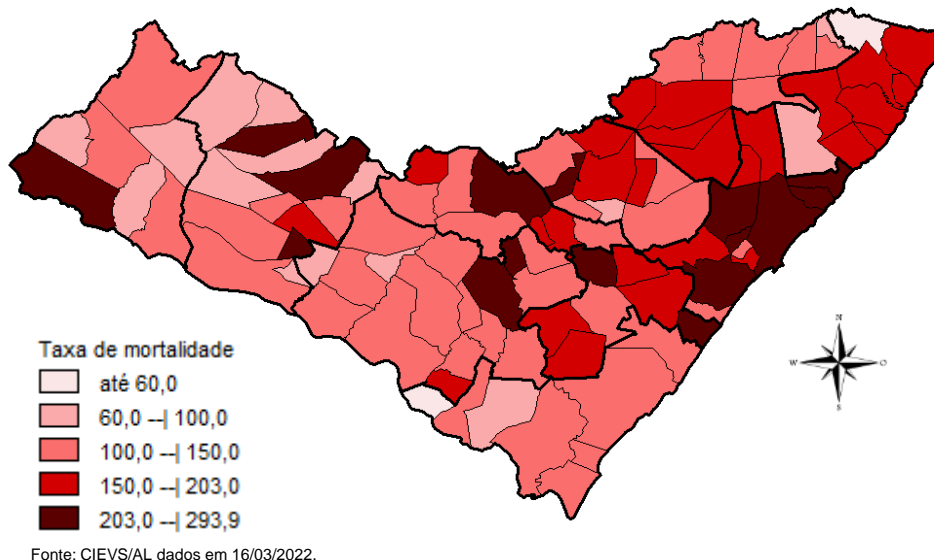 Taxa de mortalidade
até 60,0
60,0 --| 100,0
100,0 --| 150,0
150,0 --| 203,0
203,0 --| 293,9
N
W
O
S
Fonte: CIEVS/AL dados em 16/03/2022.